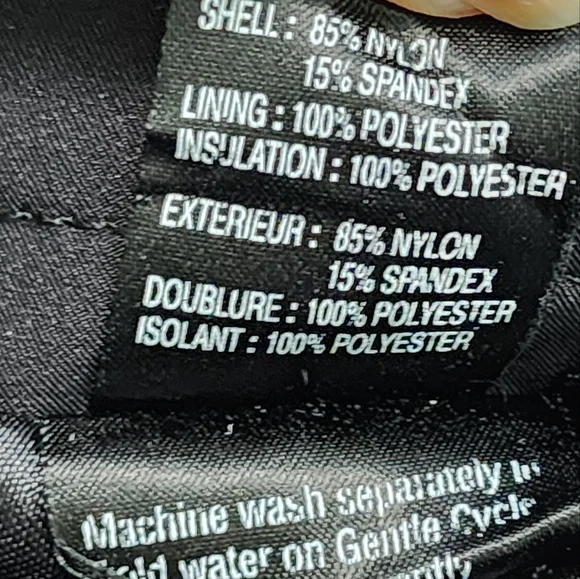 SHELL : 85% NYLON
15% SPANDEX
LINING : 100% POLYESTER
INSULATION : 100% POLYESTER
EXTERIEUR : 85% NYLON
15% SPANDEX
DOUBLURE : 100% POLYESTER
ISOLANT : 100% POLYESTER
Machine wash separately in
water on Gentle Cycle